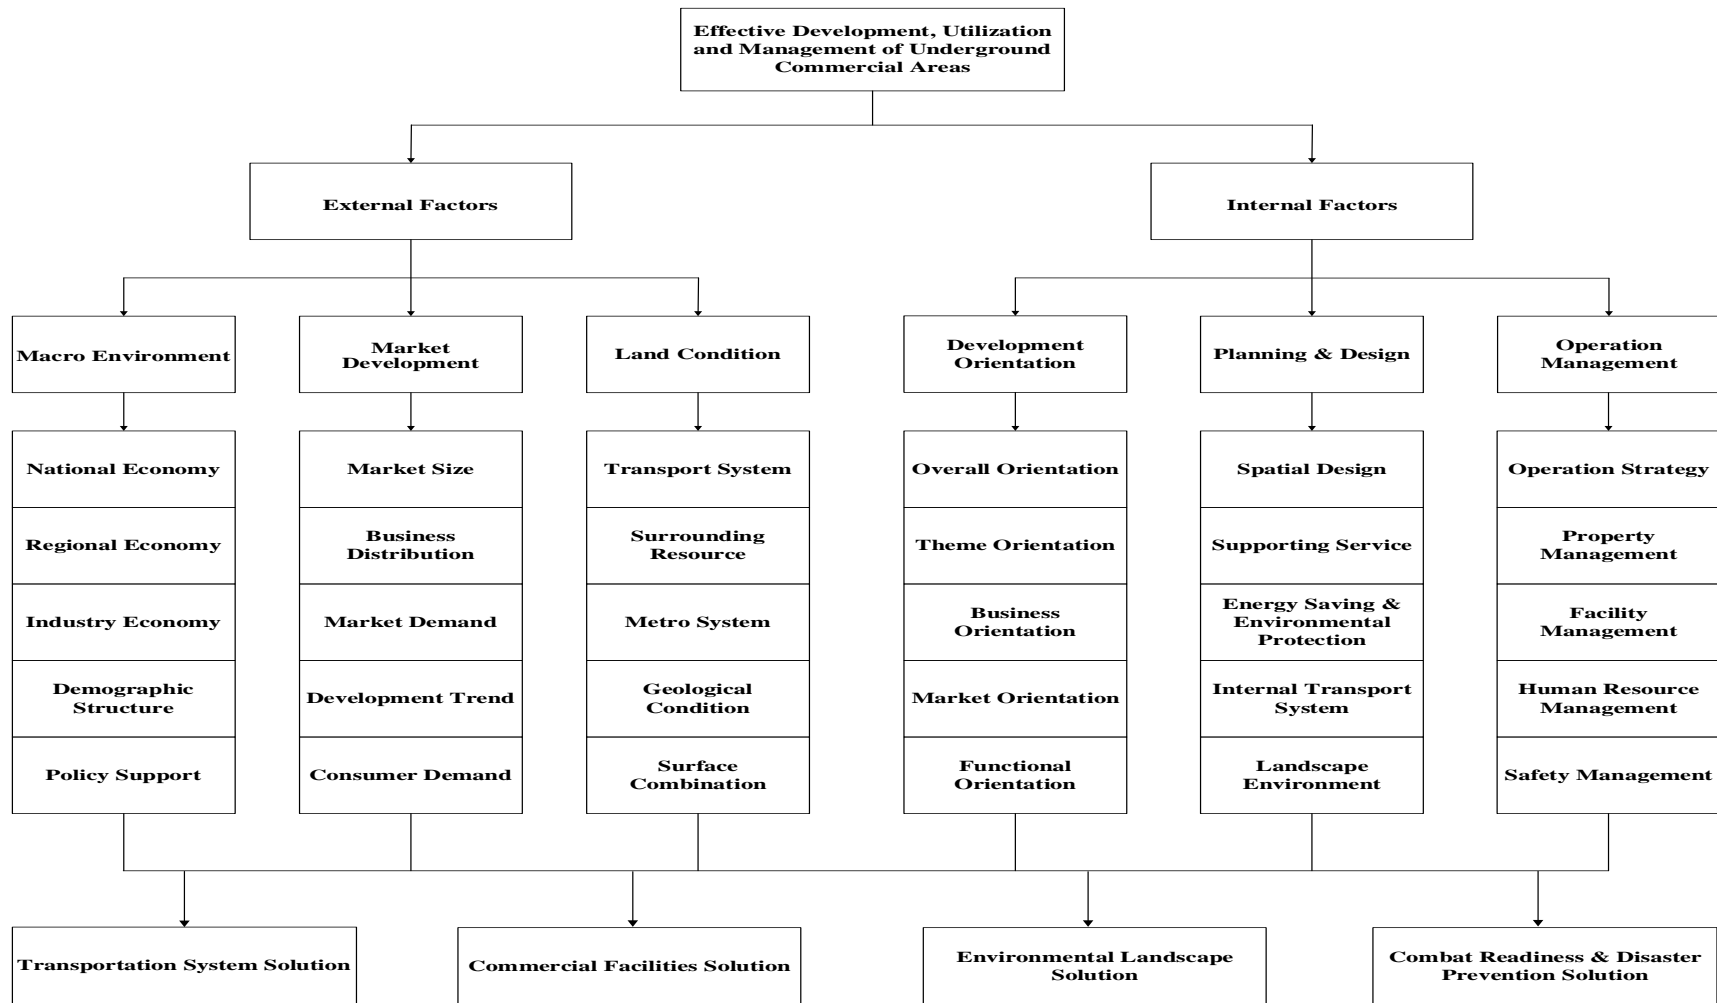 Effective Development, Utilization
and Management of Underground
Commercial Areas
External Factors
Internal Factors
Macro Environment
Market
Development
Land Condition
Development
Orientation
Planning & Design
Operation
Management
National Economy
Market Size
Transport System
Overall Orientation
Spatial Design
Operation Strategy
Regional Economy
Business
Distribution
Surrounding
Resource
Theme Orientation
Supporting Service
Property
Management
Industry Economy
Market Demand
Metro System
Business
Orientation
Energy Saving &
Environmental
Protection
Facility
Management
Demographic
Structure
Development Trend
Geological
Condition
Market Orientation
Internal Transport
System
Human Resource
Management
Policy Support
Consumer Demand
Surface
Combination
Functional
Orientation
Landscape
Environment
Safety Management
Transportation System Solution
Commercial Facilities Solution
Environmental Landscape
Solution
Combat Readiness & Disaster
Prevention Solution